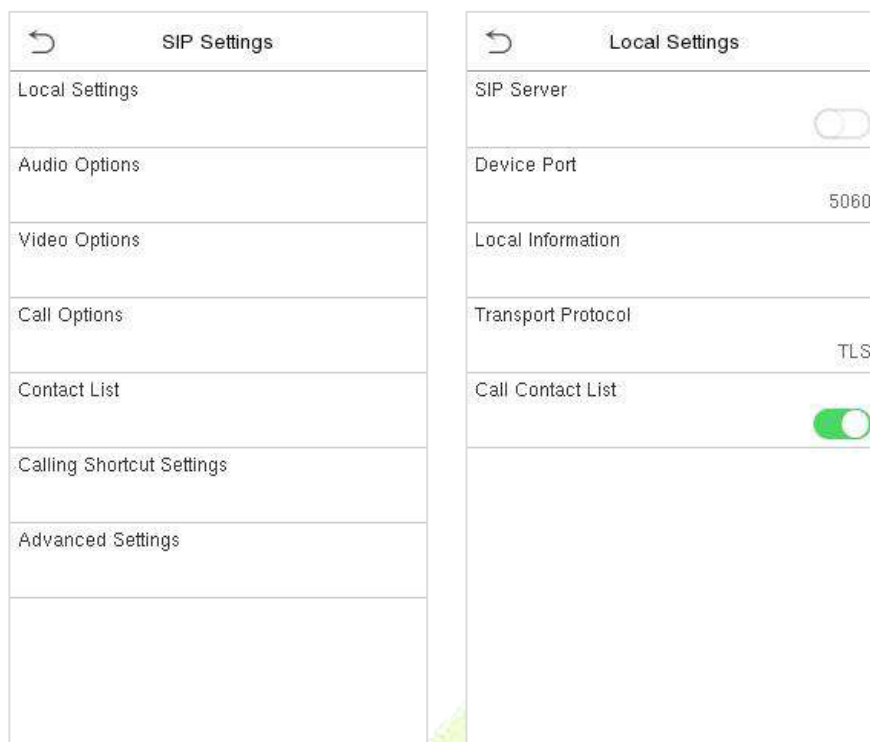 SIP Settings
Local Settings
Audio Options
Video Options
Call Options
Contact List
Calling Shortcut Settings
Advanced Settings
Local Settings
SIP Server
Device Port
5060
Local Information
Transport Protocol
TLS
Call Contact List